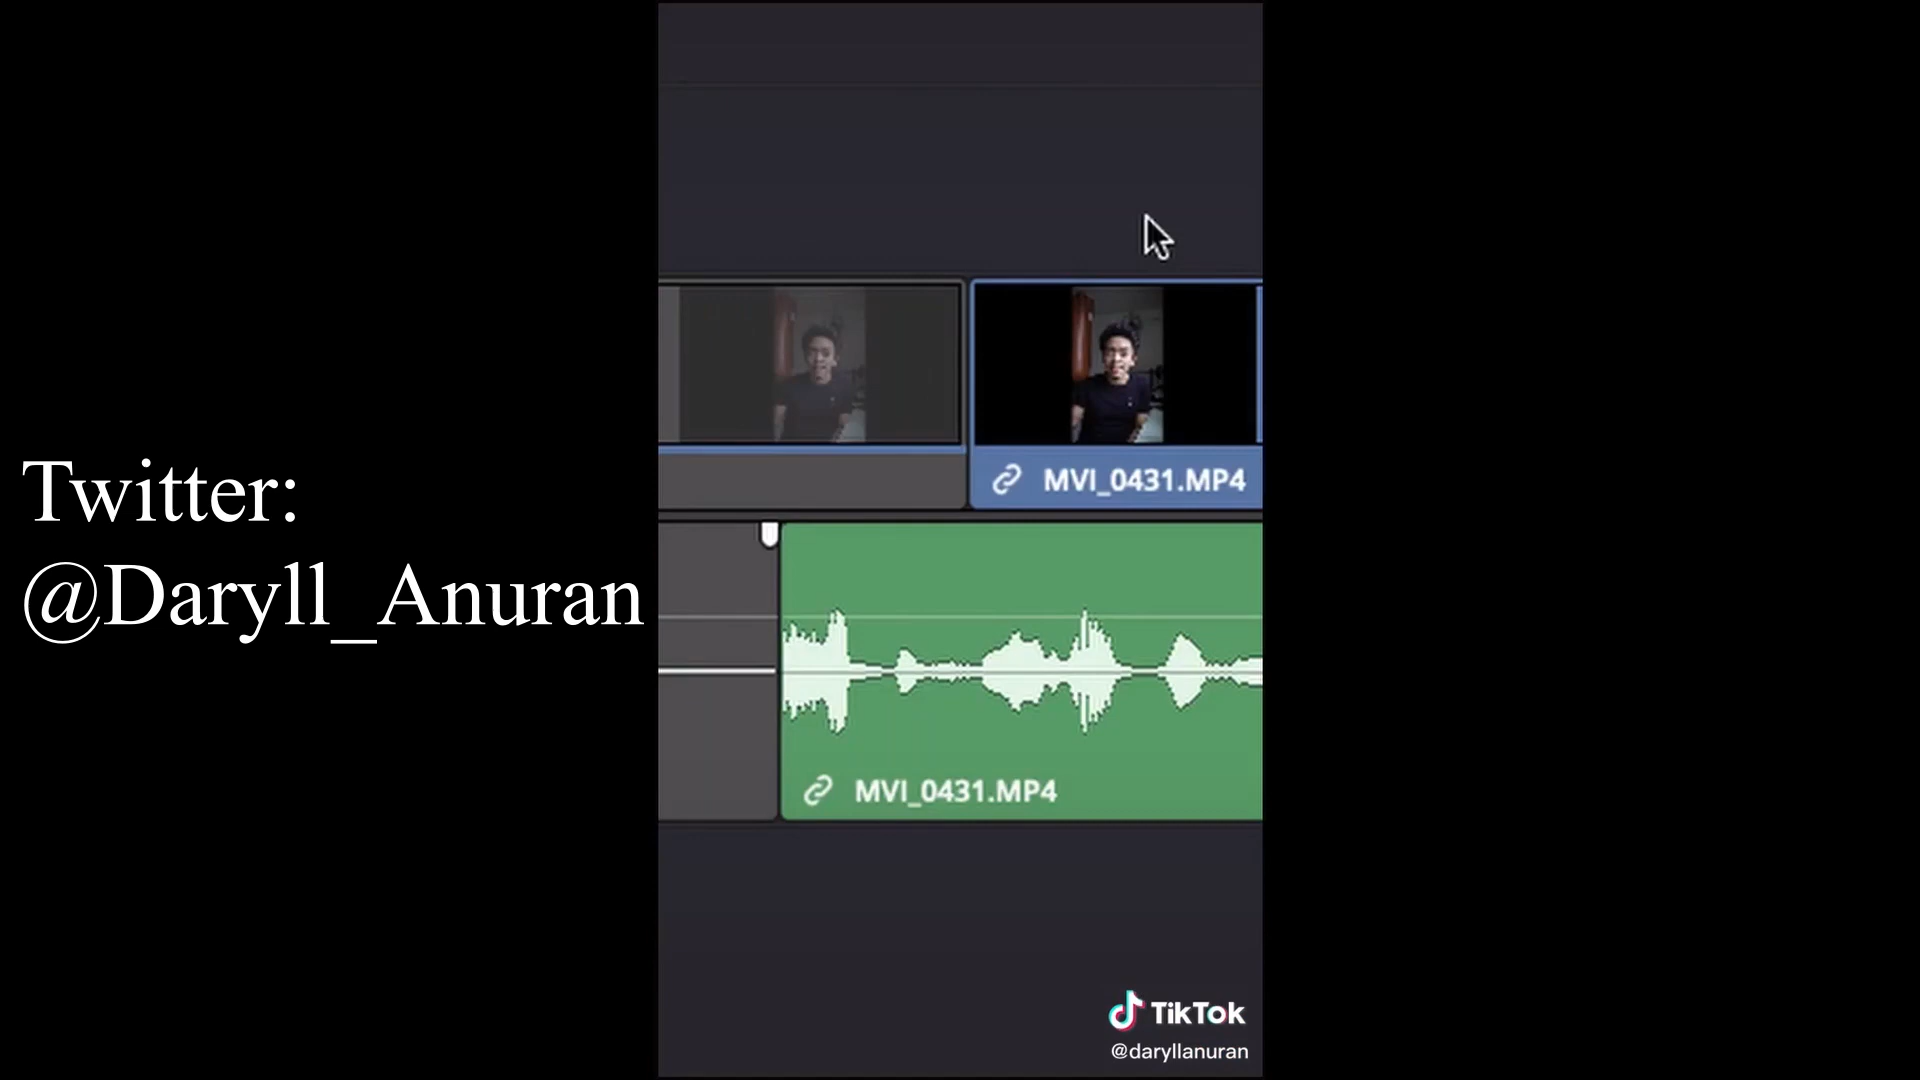 Twitter:
@Daryll_Anuran
MVI_0431.MP4
MVI_0431.MP4
TikTok
@daryllanuran